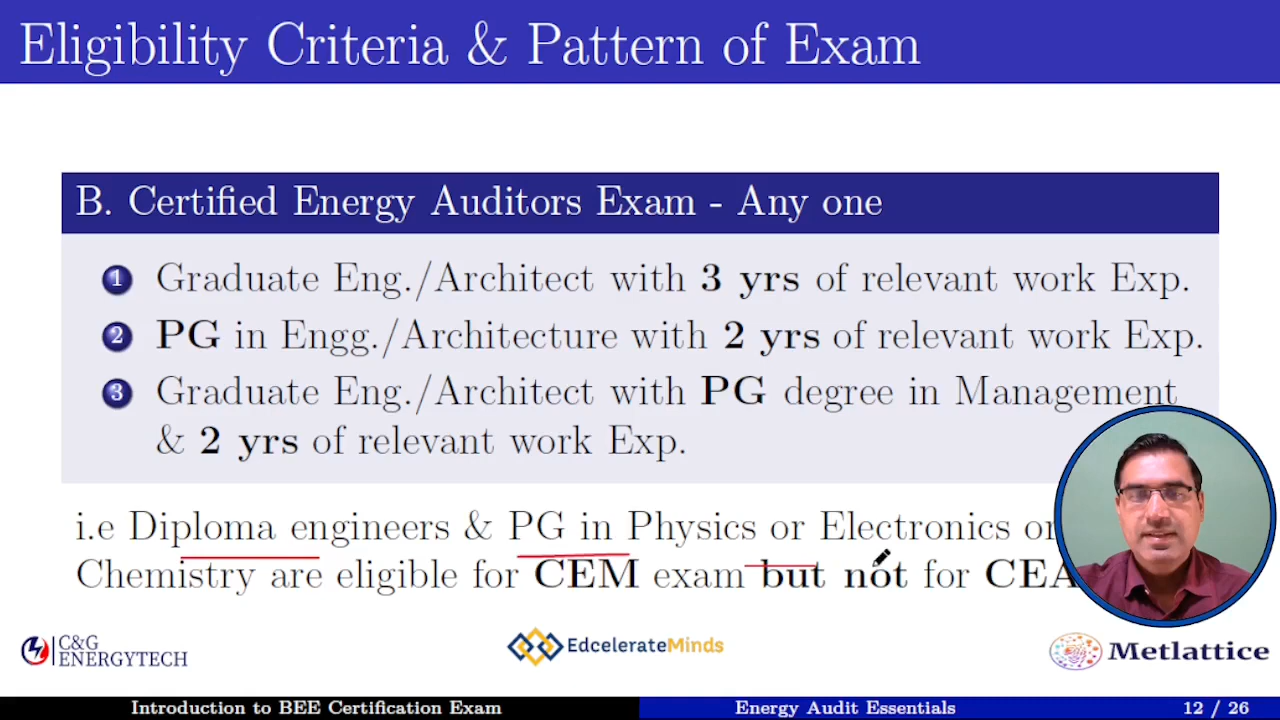 Eligibility Criteria & Pattern of Exam
B. Certified Energy Auditors Exam - Any one
1 Graduate Eng./Architect with 3 yrs of relevant work Exp.
2 PG in Engg./Architecture with 2 yrs of relevant work Exp.
3 Graduate Eng./Architect with PG degree in Management
& 2 yrs of relevant work Exp.
i.e Diploma engineers & PG in Physics or Electronics or
Chemistry are eligible for CEM exam but not for CEA
C&G
ENERGYTECH
EdcelerateMinds
Metlattice
Introduction to BEE Certification Exam
Energy Audit Essentials
12 / 26